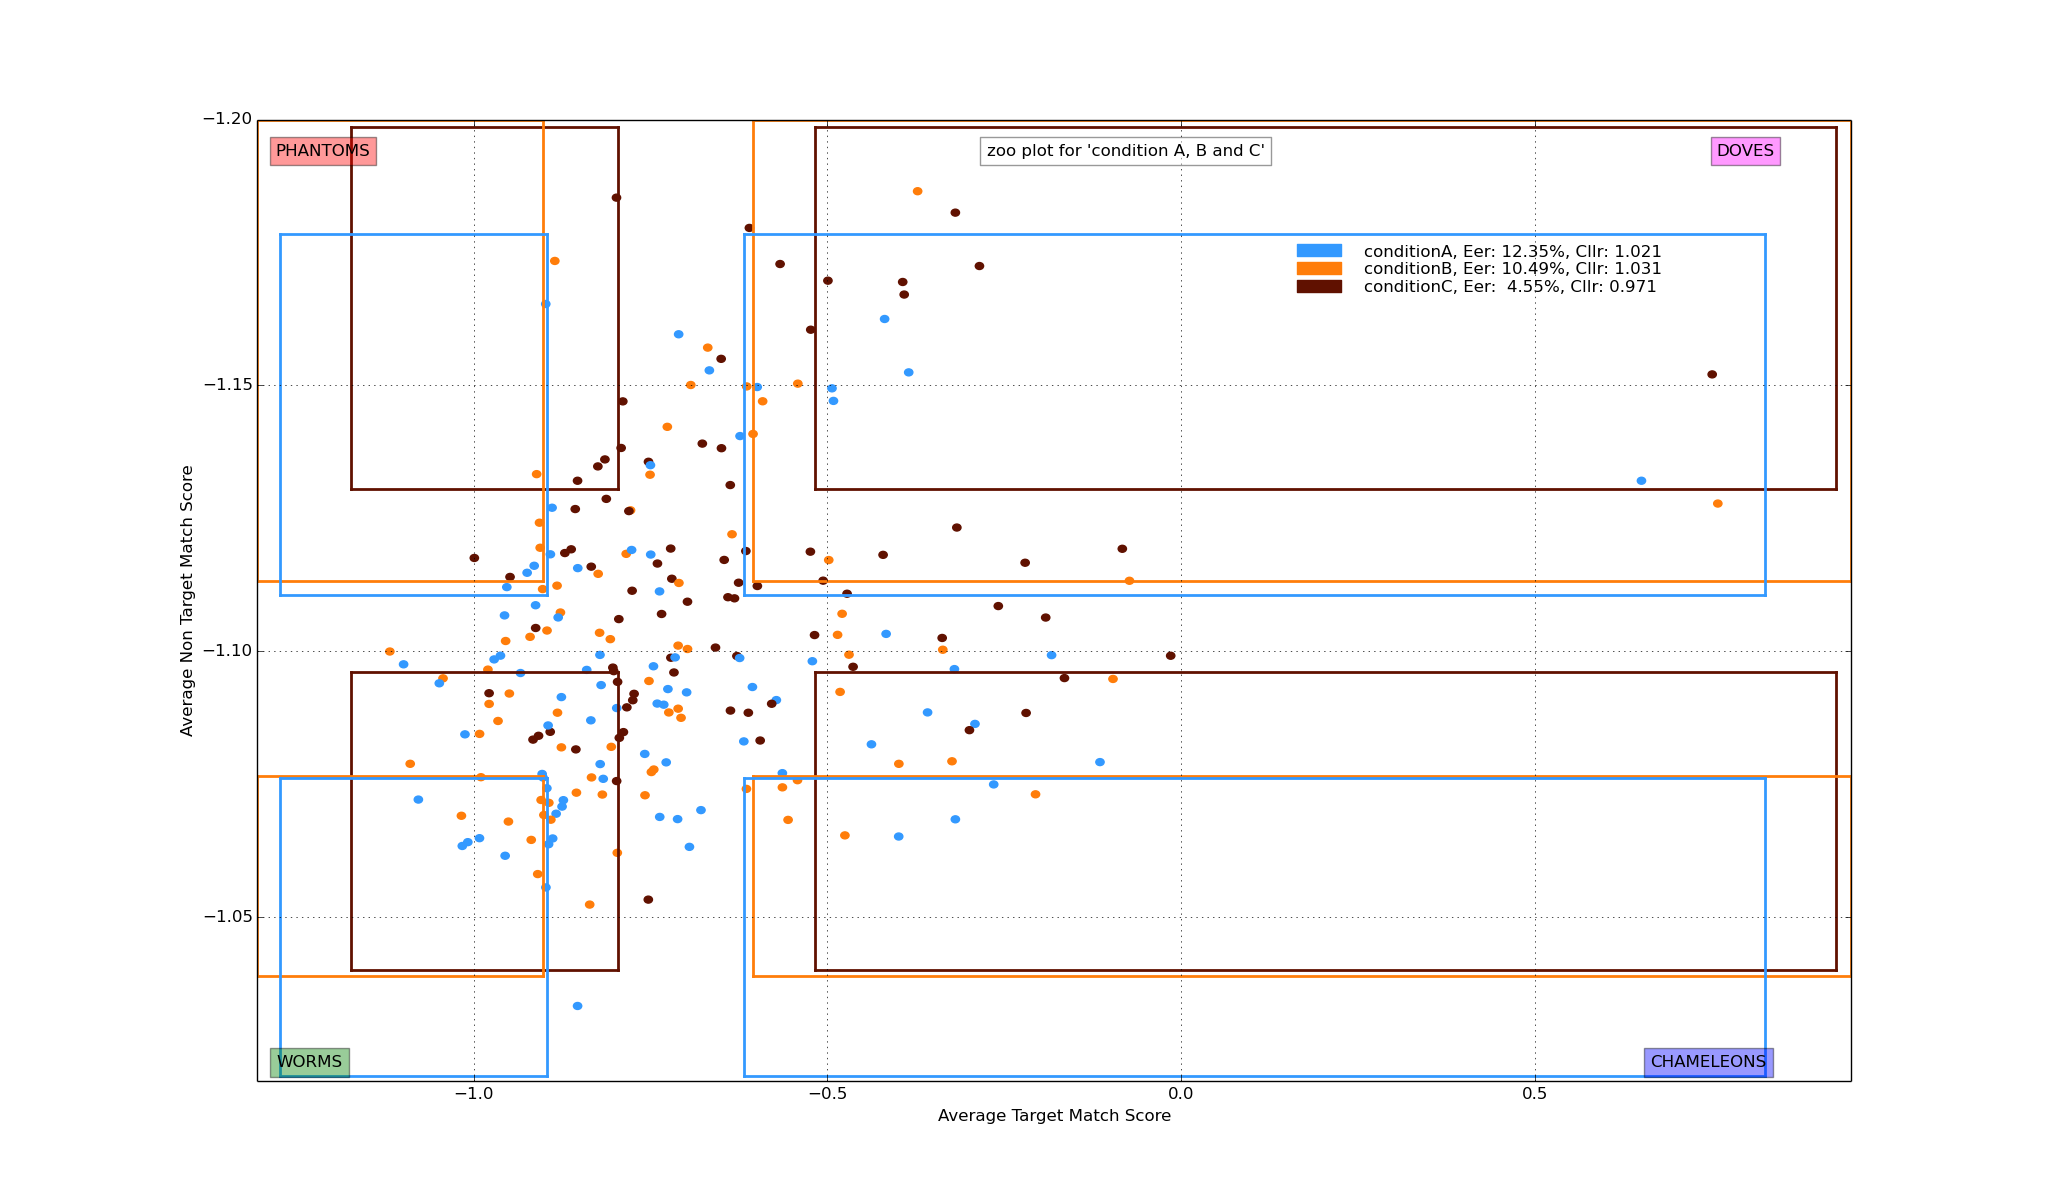 −1.20
PHANTOMS
zoo plot for 'condition A, B and C'
DOVES
conditionA, Eer: 12.35%, Cllr: 1.021
conditionB, Eer: 10.49%, Cllr: 1.031
conditionC, Eer:  4.55%, Cllr: 0.971
−1.15
−1.10
−1.05
Average Non Target Match Score
WORMS
CHAMELEONS
−1.0
−0.5
0.0
0.5
Average Target Match Score